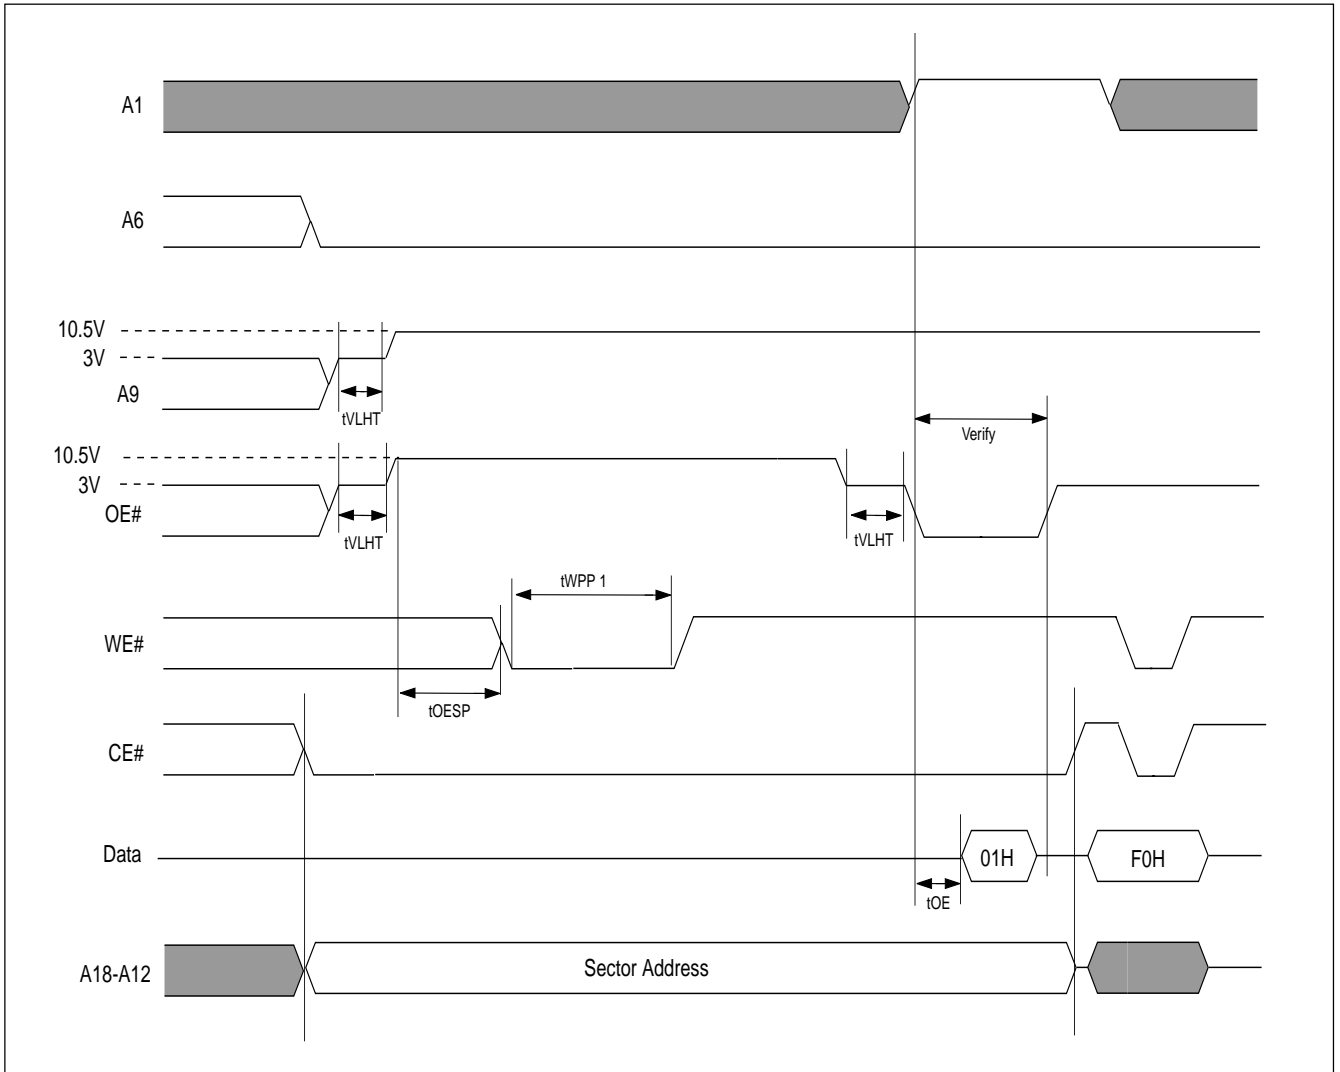 A1
A6
10.5V
3V
A9
tVLHT
Verify
10.5V
3V
OE#
tVLHT
tVLHT
tWPP 1
WE#
tOESP
CE#
Data
01H
F0H
tOE
A18-A12
Sector Address